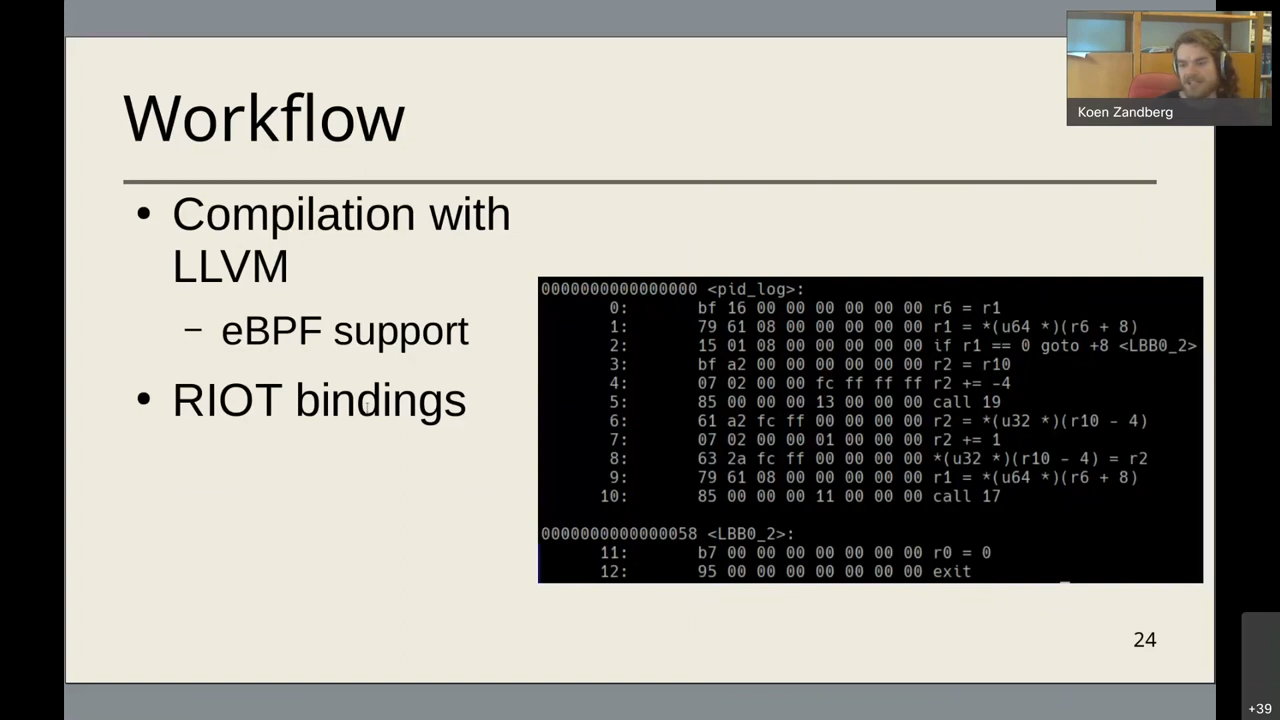 Workflow
Koen Zandberg
• Compilation with
LLVM
– eBPF support
• RIOT bindings
0000000000000000 <pid_log>:
0: bf 16 00 00 00 00 00 00 r6 = r1
1: 79 61 08 00 00 00 00 00 r1 = *(u64 *)(r6 + 8)
2: 15 01 08 00 00 00 00 00 if r1 == 0 goto +8 <LBB0_2>
3: bf a2 00 00 00 00 00 00 r2 = r10
4: 07 02 00 00 fc ff ff ff r2 += -4
5: 85 00 00 00 13 00 00 00 call 19
6: 61 a2 fc ff 00 00 00 00 r2 = *(u32 *)(r10 - 4)
7: 07 02 00 00 01 00 00 00 r2 += 1
8: 63 2a fc ff 00 00 00 00 *(u32 *)(r10 - 4) = r2
9: 79 61 08 00 00 00 00 00 r1 = *(u64 *)(r6 + 8)
10: 85 00 00 00 11 00 00 00 call 17
0000000000000058 <LBB0_2>:
11: b7 00 00 00 00 00 00 00 r0 = 0
12: 95 00 00 00 00 00 00 00 exit
24
+39